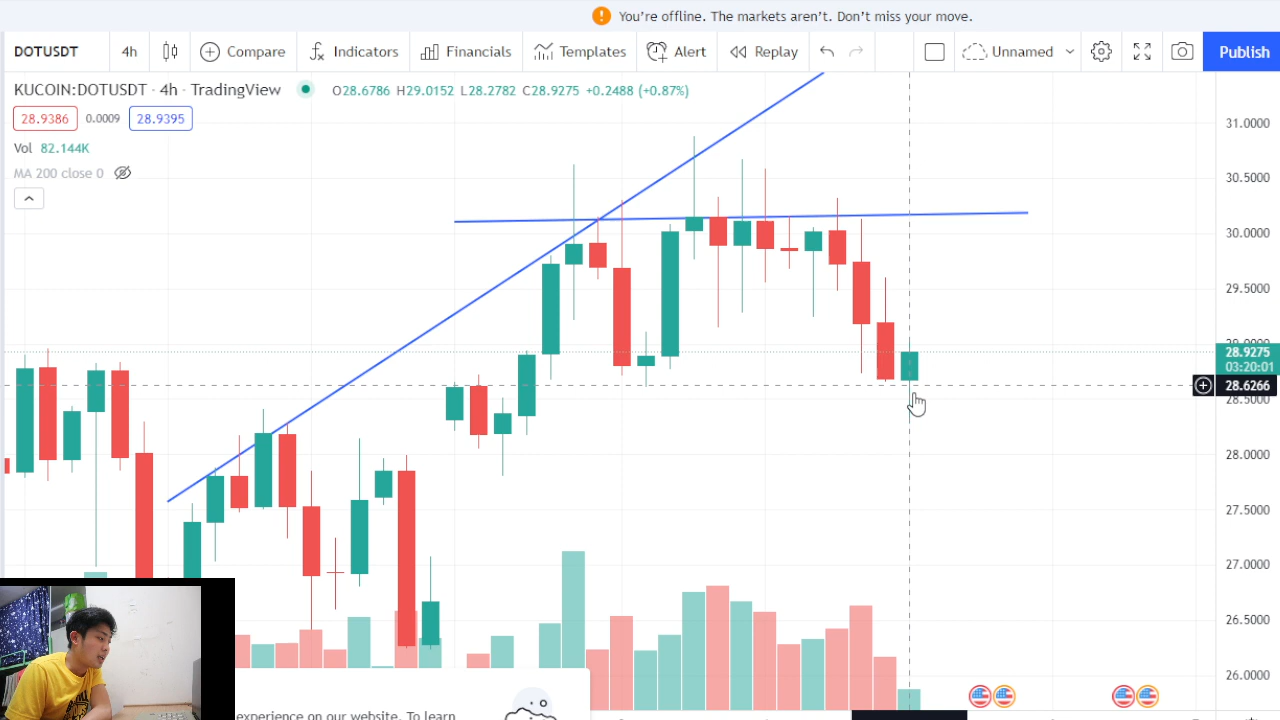 You're offline. The markets aren't. Don't miss your move.
DOTUSDT 4h Compare Indicators Financials Templates Alert Replay Unnamed Publish
KUCOIN:DOTUSDT · 4h · TradingView O28.6786 H29.0152 L28.2782 C28.9275 +0.2488 (+0.87%)
28.9386 0.0009 28.9395
Vol 82.144K
MA 200 close 0
31.0000
30.5000
30.0000
29.5000
28.9275
03:20:01
28.6266
28.5000
28.0000
27.5000
27.0000
26.5000
26.0000
experience on our website. To learn